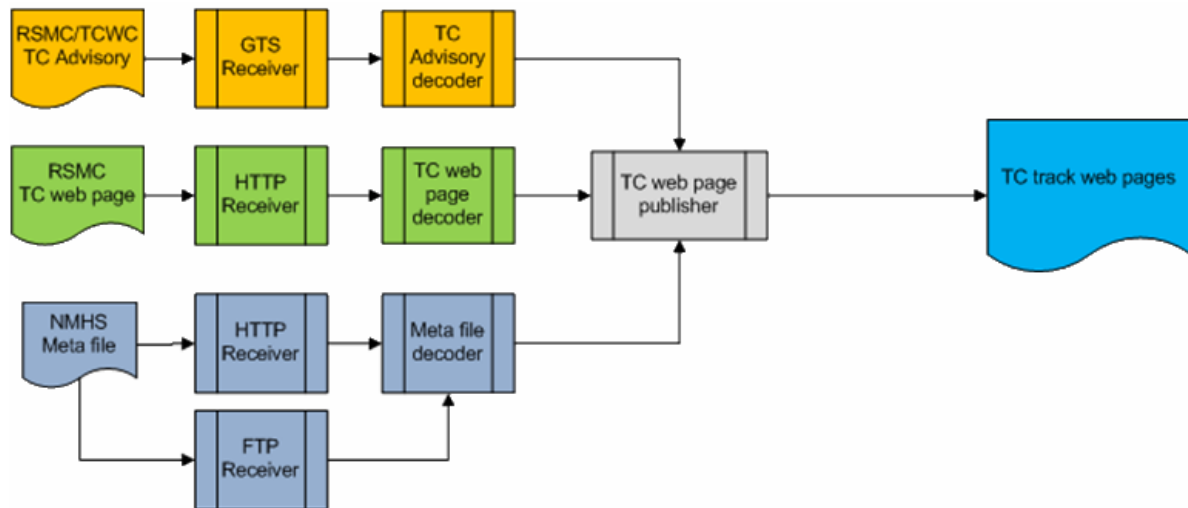 RSMC/TCWC
TC Advisory
GTS
Receiver
TC
Advisory
decoder
RSMC
TC web page
HTTP
Receiver
TC web
page
decoder
TC web page
publisher
TC track web pages
NMHS
Meta file
HTTP
Receiver
Meta file
decoder
FTP
Receiver